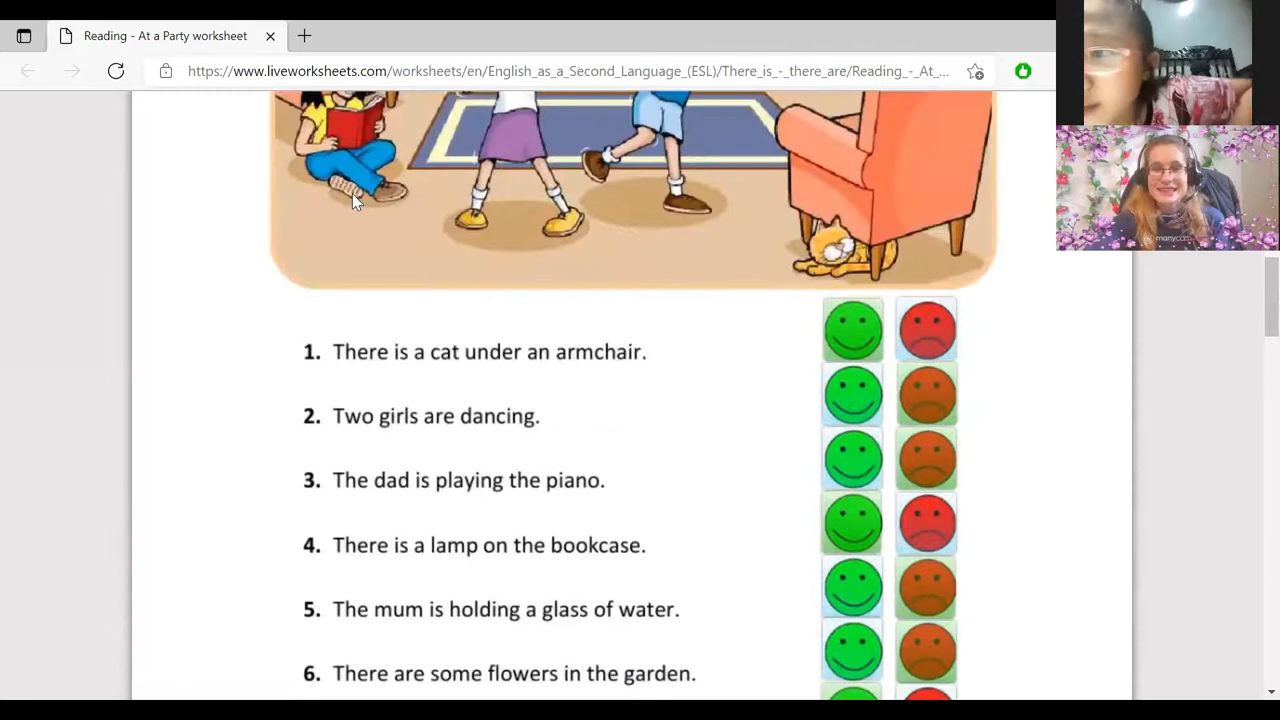 Reading - At a Party worksheet
https://www.liveworksheets.com/worksheets/en/English_as_a_Second_Language_(ESL)/There_is_-_there_are/Reading_-_At_...
1. There is a cat under an armchair.
2. Two girls are dancing.
3. The dad is playing the piano.
4. There is a lamp on the bookcase.
5. The mum is holding a glass of water.
6. There are some flowers in the garden.
manycam